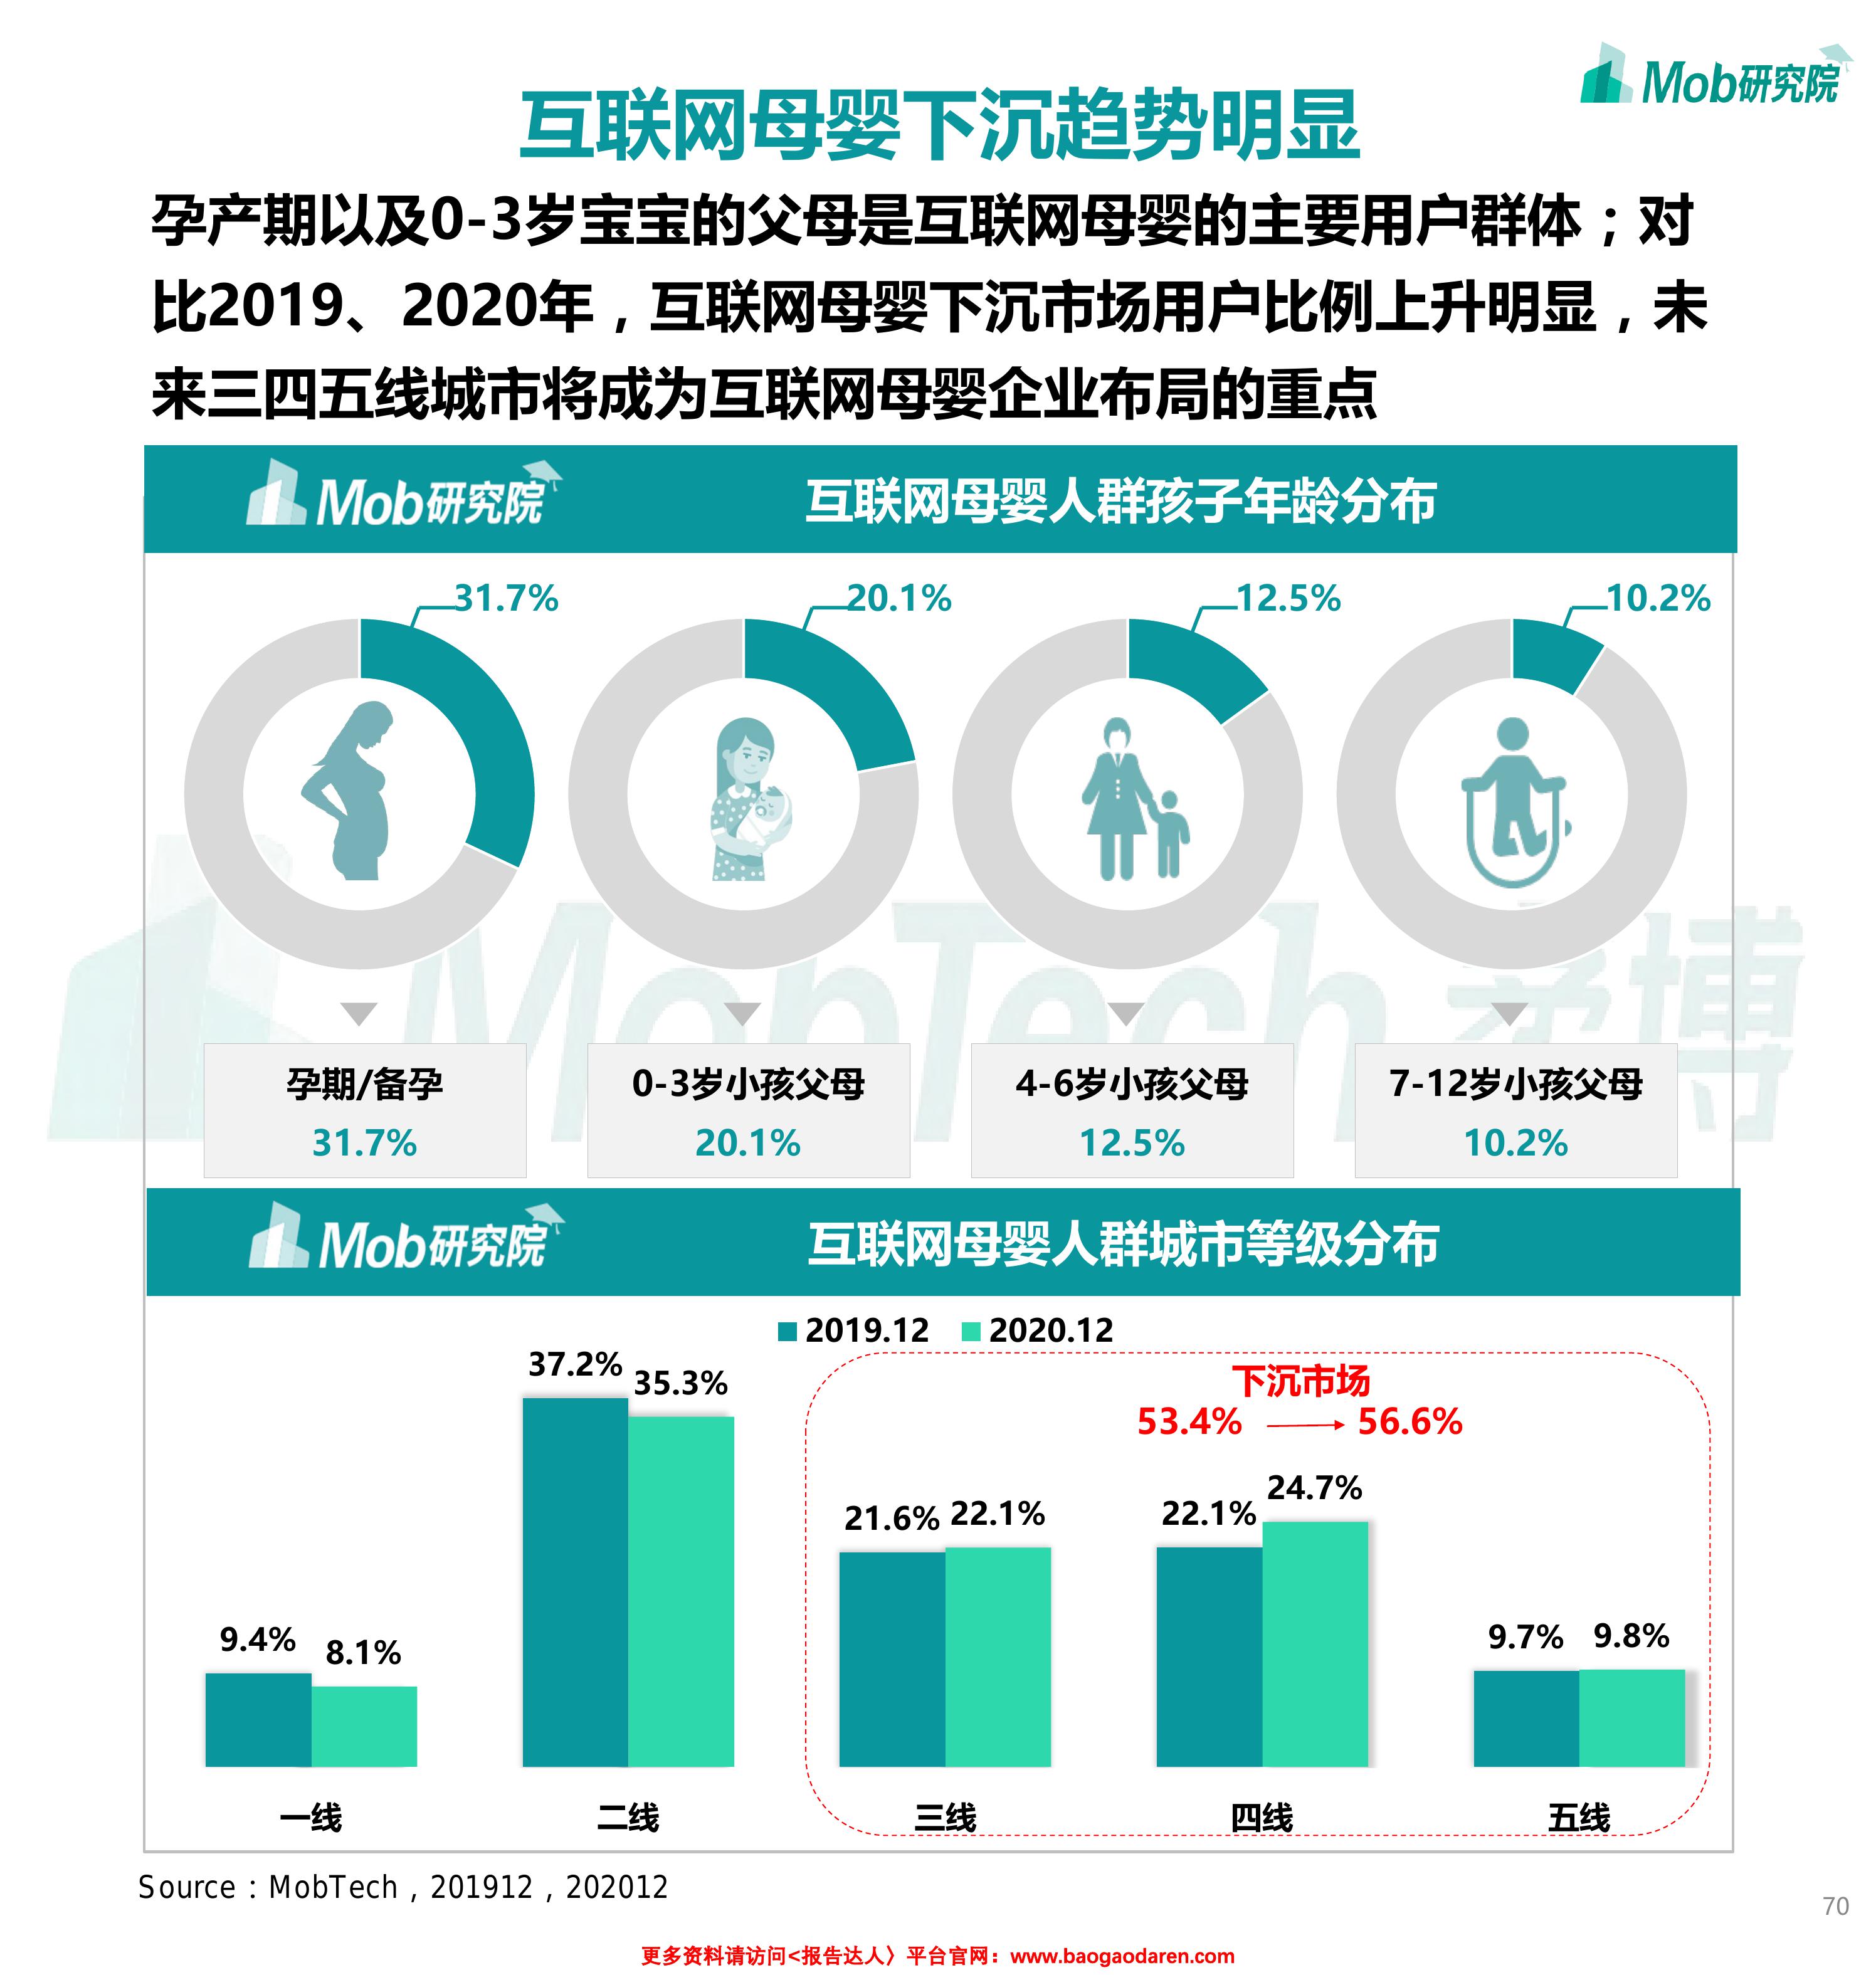 Mob研究院
互联网母婴下沉趋势明显
孕产期以及0-3岁宝宝的父母是互联网母婴的主要用户群体；对
比2019、2020年，互联网母婴下沉市场用户比例上升明显，未
来三四五线城市将成为互联网母婴企业布局的重点
Mob研究院
互联网母婴人群孩子年龄分布
31.7%
20.1%
12.5%
10.2%
MobTech 袤博
孕期/备孕
31.7%
0-3岁小孩父母
20.1%
4-6岁小孩父母
12.5%
7-12岁小孩父母
10.2%
Mob研究院
互联网母婴人群城市等级分布
2019.12
2020.12
下沉市场
53.4%
56.6%
9.4%
8.1%
37.2%
35.3%
21.6%
22.1%
22.1%
24.7%
9.7%
9.8%
一线
二线
三线
四线
五线
Source：MobTech，201912，202012
70
更多资料请访问<报告达人〉平台官网：www.baogaodaren.com